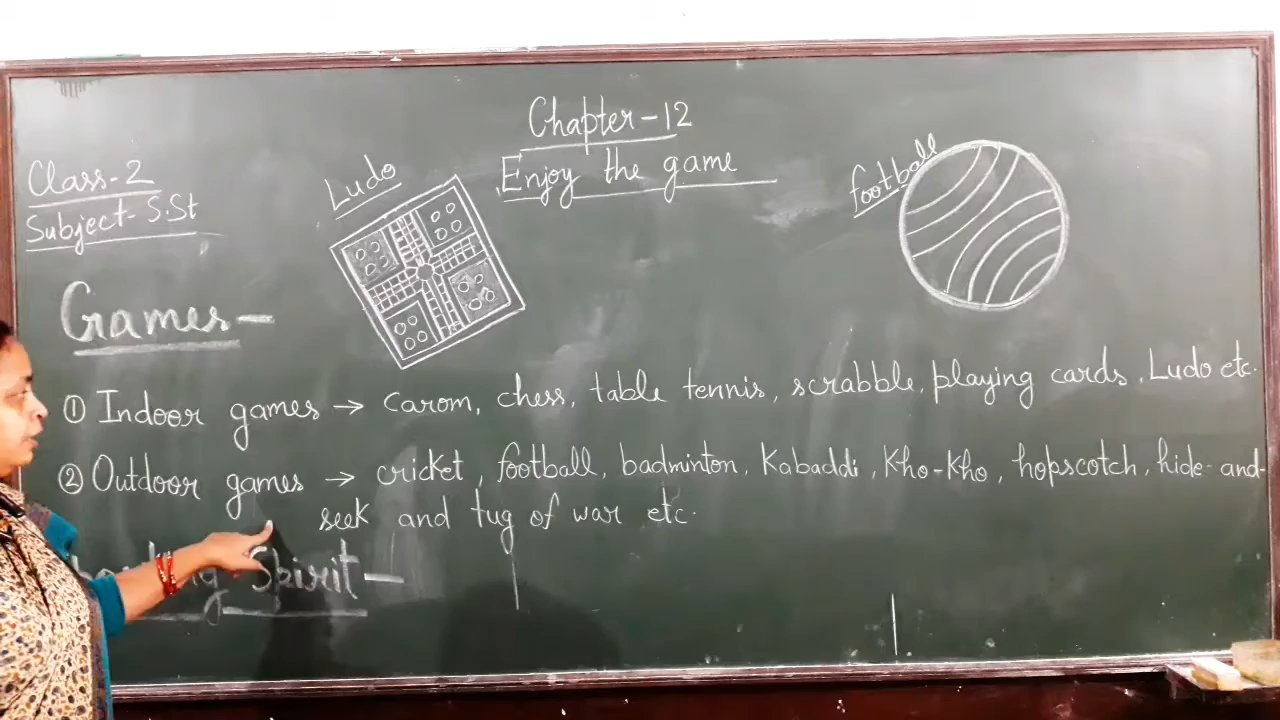 Chapter-12
Enjoy the game
Class-2
Subject-S.St
Ludo
football
Games-
① Indoor games → carom, chess, table tennis, scrabble, playing cards, Ludo etc.
② Outdoor games → cricket, football, badminton, Kabaddi, Kho-Kho, hopscotch, hide-and-
seek and tug of war etc.
Spirit-